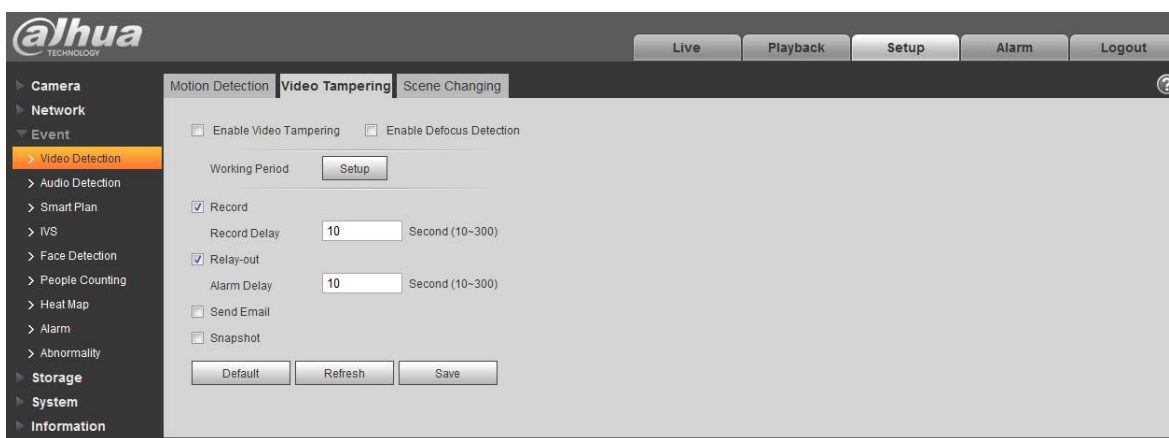 alhua
TECHNOLOGY
Live Playback Setup Alarm Logout
Camera
Network
Event
Video Detection
Audio Detection
Smart Plan
IVS
Face Detection
People Counting
Heat Map
Alarm
Abnormality
Storage
System
Information
Motion Detection Video Tampering Scene Changing
?
Enable Video Tampering Enable Defocus Detection
Working Period Setup
Record
Record Delay 10 Second (10~300)
Relay-out
Alarm Delay 10 Second (10~300)
Send Email
Snapshot
Default Refresh Save